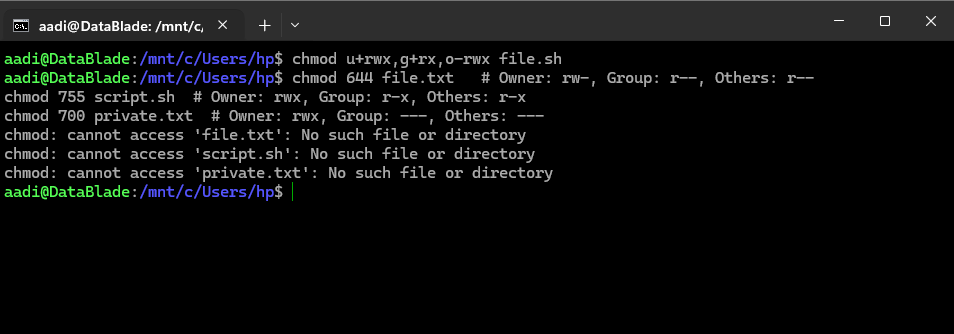 aadi@DataBlade: /mnt/c/
aadi@DataBlade:/mnt/c/Users/hp$ chmod u+rwx,g+rx,o-rwx file.sh
aadi@DataBlade:/mnt/c/Users/hp$ chmod 644 file.txt   # Owner: rw-, Group: r--, Others: r--
chmod 755 script.sh  # Owner: rwx, Group: r-x, Others: r-x
chmod 700 private.txt  # Owner: rwx, Group: ---, Others: ---
chmod: cannot access 'file.txt': No such file or directory
chmod: cannot access 'script.sh': No such file or directory
chmod: cannot access 'private.txt': No such file or directory
aadi@DataBlade:/mnt/c/Users/hp$